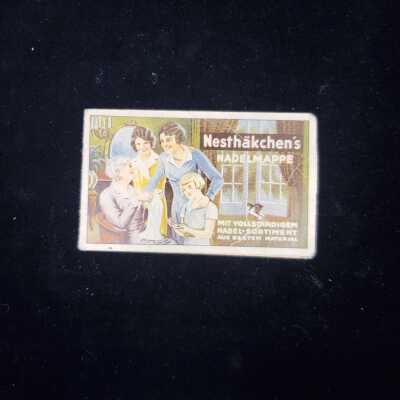 Nesthäkchen's
NADELMAPPE
MIT VOLLSTÄNDIGEM
NADEL-SORTIMENT
AUS BESTEM MATERIAL